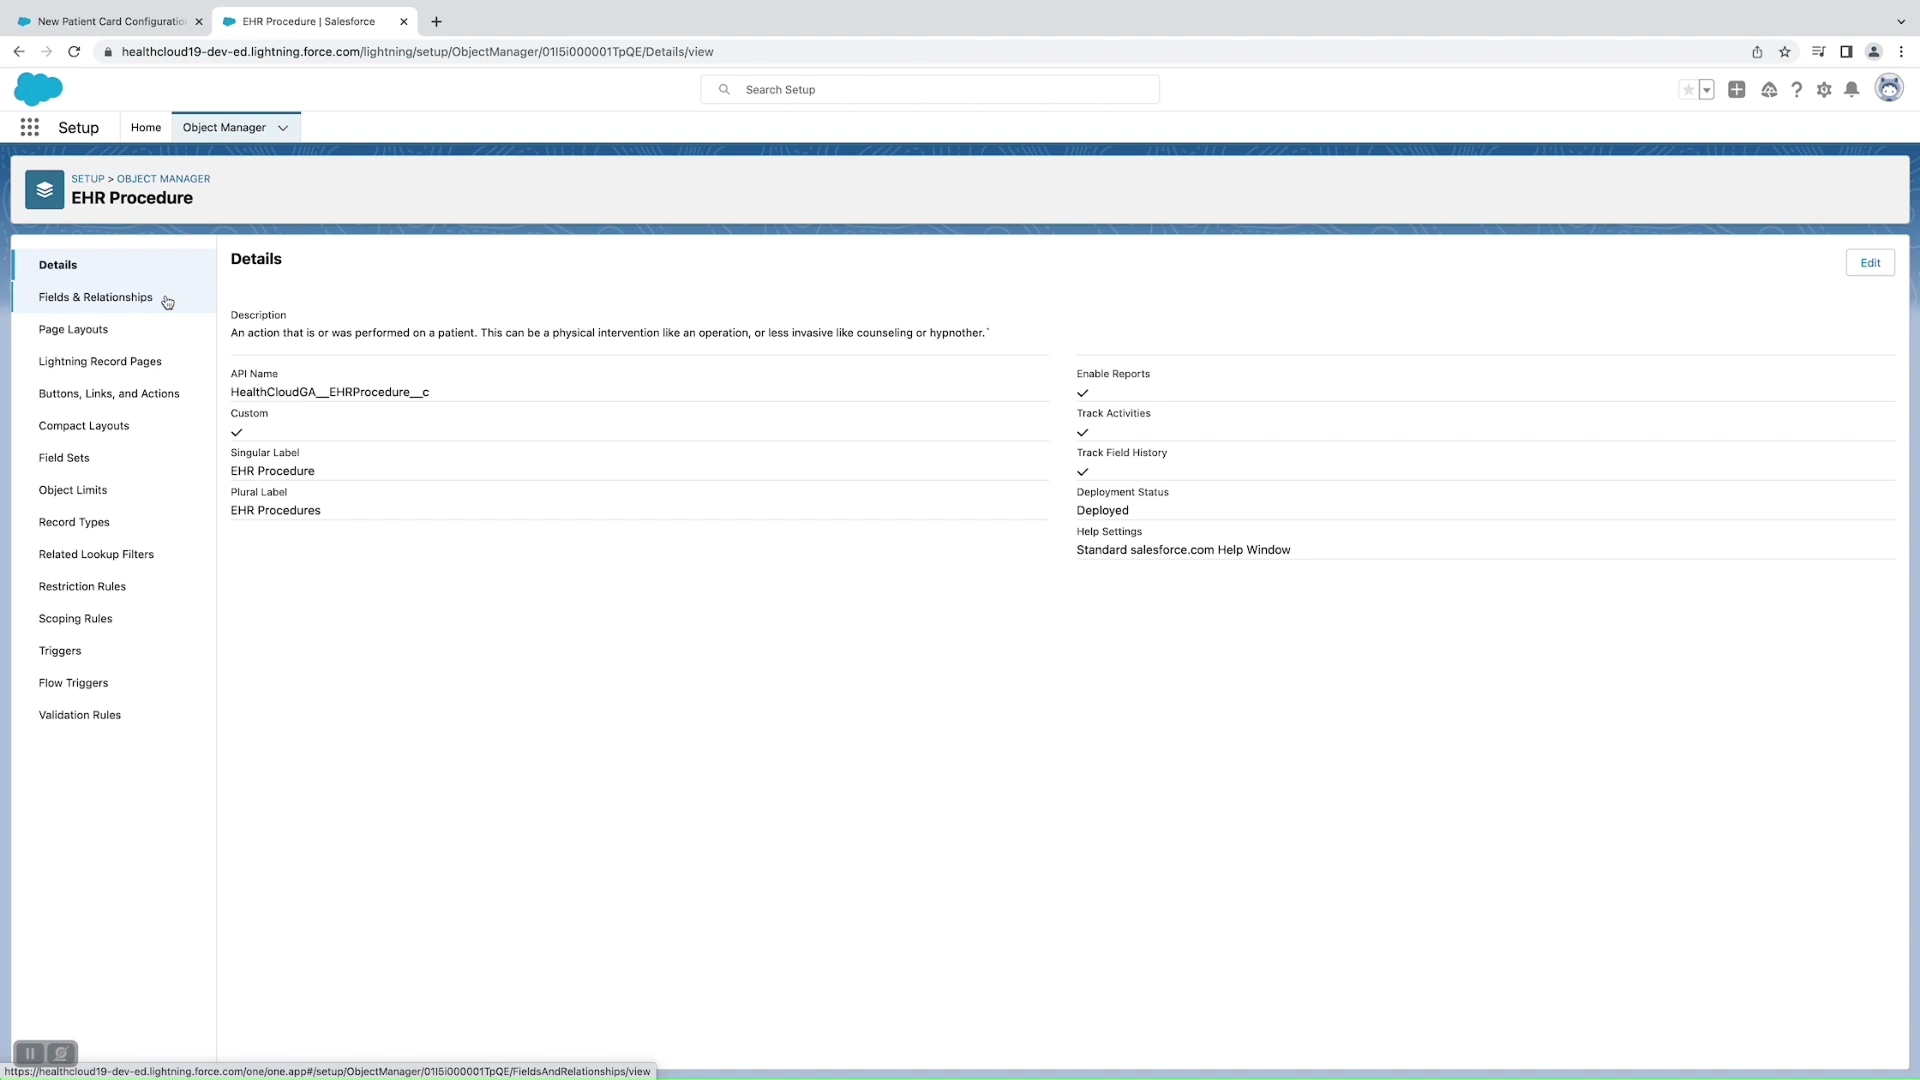 New Patient Card Configuratio
EHR Procedure | Salesforce
healthcloud19-dev-ed.lightning.force.com/lightning/setup/ObjectManager/01I5i000001TpQE/Details/view
Search Setup
Setup
Home
Object Manager
SETUP > OBJECT MANAGER
EHR Procedure
Details
Fields & Relationships
Page Layouts
Lightning Record Pages
Buttons, Links, and Actions
Compact Layouts
Field Sets
Object Limits
Record Types
Related Lookup Filters
Restriction Rules
Scoping Rules
Triggers
Flow Triggers
Validation Rules
Details
Edit
Description
An action that is or was performed on a patient. This can be a physical intervention like an operation, or less invasive like counseling or hypnother.`
API Name
HealthCloudGA__EHRProcedure__c
Custom
Singular Label
EHR Procedure
Plural Label
EHR Procedures
Enable Reports
Track Activities
Track Field History
Deployment Status
Deployed
Help Settings
Standard salesforce.com Help Window
https://healthcloud19-dev-ed.lightning.force.com/one/one.app#/setup/ObjectManager/01I5i000001TpQE/FieldsAndRelationships/view